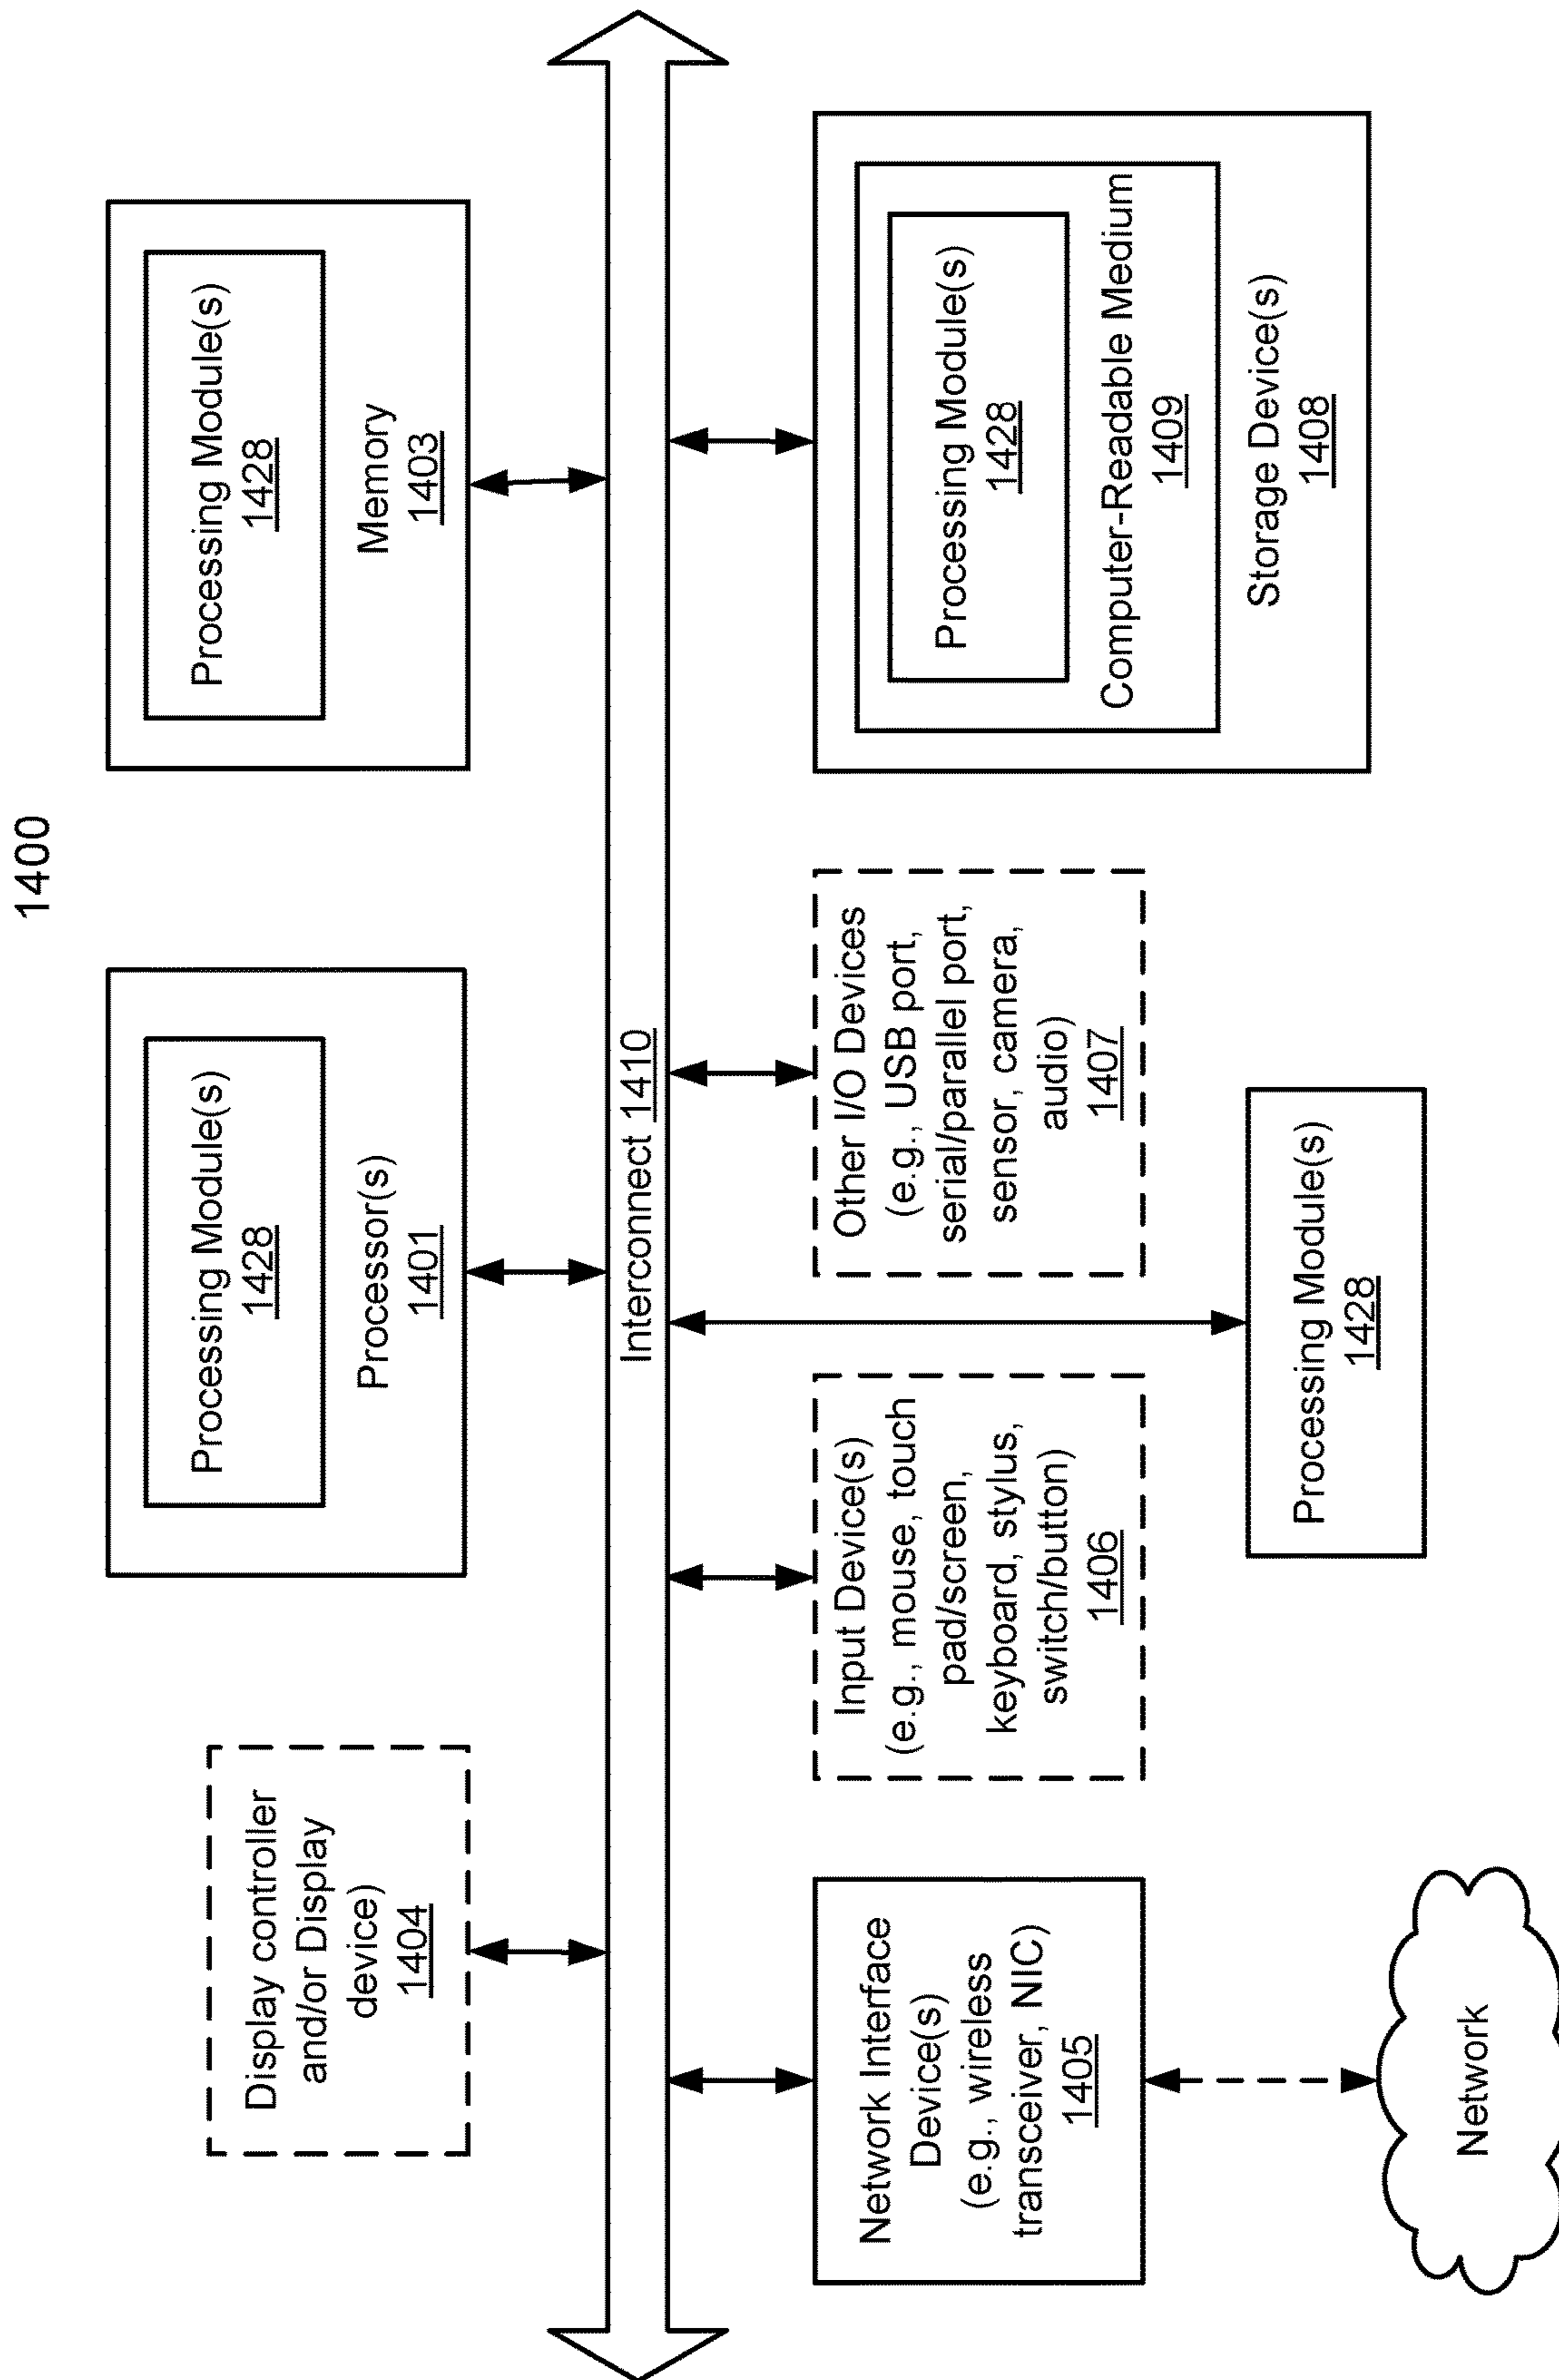 1400
Display controller
and/or Display
device)
1404
Processing Module(s)
1428
Processor(s)
1401
Processing Module(s)
1428
Memory
1403
Interconnect 1410
Network Interface
Device(s)
(e.g., wireless
transceiver, NIC)
1405
Input Device(s)
(e.g., mouse, touch
pad/screen,
keyboard, stylus,
switch/button)
1406
Other I/O Devices
(e.g., USB port,
serial/parallel port,
sensor, camera,
audio)
1407
Processing Module(s)
1428
Computer-Readable Medium
1409
Storage Device(s)
1408
Processing Module(s)
1428
Network